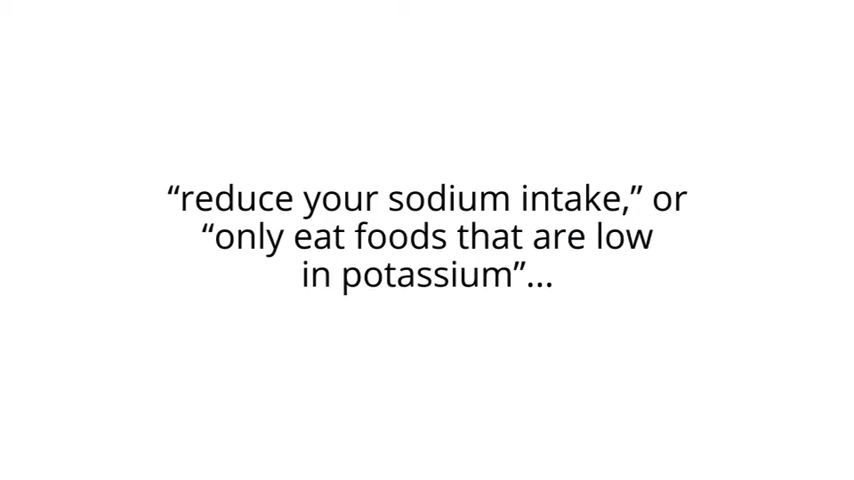 “reduce your sodium intake,” or
“only eat foods that are low
in potassium”...